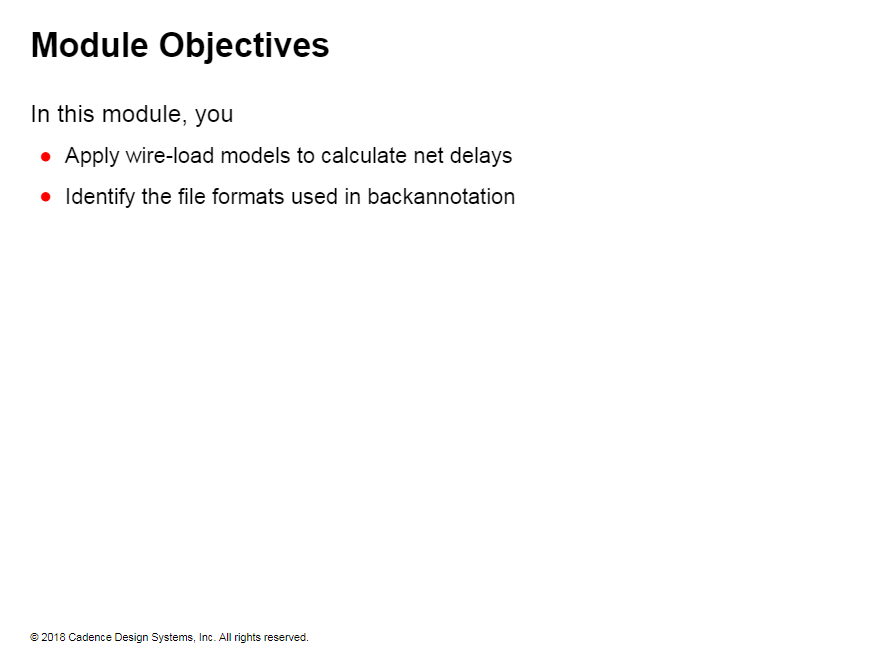 Module Objectives
In this module, you
Apply wire-load models to calculate net delays
Identify the file formats used in backannotation
© 2018 Cadence Design Systems, Inc. All rights reserved.